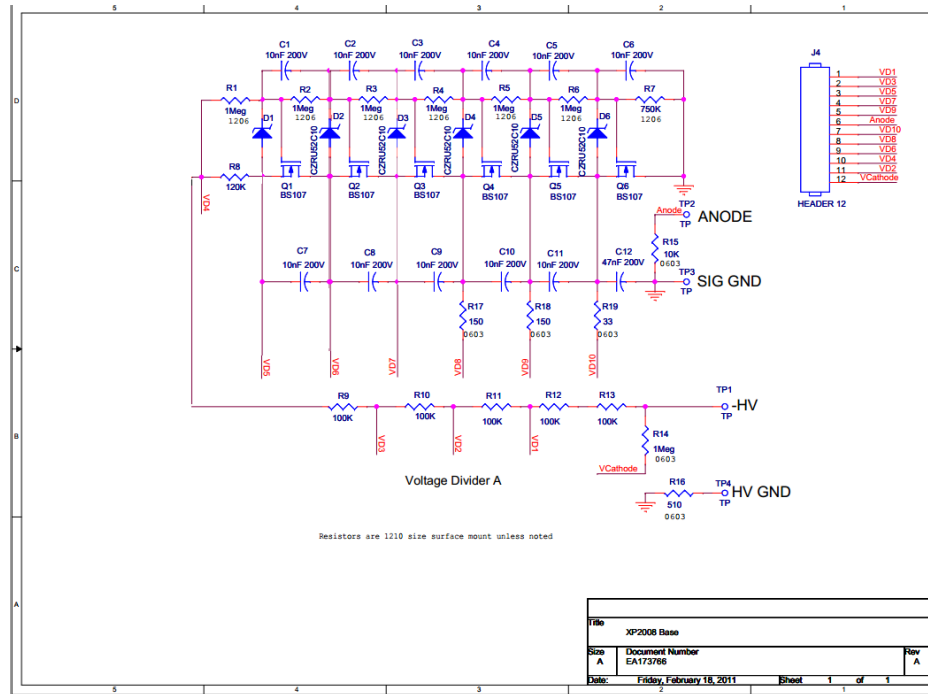 5 4 3 2 1
D
C
B
A
C1
10nF 200V
C2
10nF 200V
C3
10nF 200V
C4
10nF 200V
C5
10nF 200V
C6
10nF 200V
R1
1Meg
1206
R2
1Meg
1206
R3
1Meg
1206
R4
1Meg
1206
R5
1Meg
1206
R6
1Meg
1206
R7
750K
1206
D1
CZRU52C10
D2
CZRU52C10
D3
CZRU52C10
D4
CZRU52C10
D5
CZRU52C10
D6
R8
120K
Q1
BS107
Q2
BS107
Q3
BS107
Q4
BS107
Q5
BS107
Q6
BS107
VD4
J4
1 VD1
2 VD3
3 VD5
4 VD7
5 VD9
6 Anode
7 VD10
8 VD8
9 VD6
10 VD4
11 VD2
12 VCathode
HEADER 12
Anode
TP2
TP
ANODE
R15
10K
0603
TP3
TP
SIG GND
C7
10nF 200V
C8
10nF 200V
C9
10nF 200V
C10
10nF 200V
C11
10nF 200V
C12
47nF 200V
R17
150
0603
R18
150
0603
R19
33
0603
VD5
VD6
VD7
VD8
VD9
VD10
R9
100K
R10
100K
R11
100K
R12
100K
R13
100K
TP1
TP
-HV
VD3
VD2
VD1
R14
1Meg
0603
VCathode
R16
510
0603
TP4
TP
HV GND
Voltage Divider A
Resistors are 1210 size surface mount unless noted
Title
XP2008 Base
Size
A
Document Number
EA173766
Rev
A
Date:
Friday, February 18, 2011
Sheet 1 of 1
5 4 3 2 1